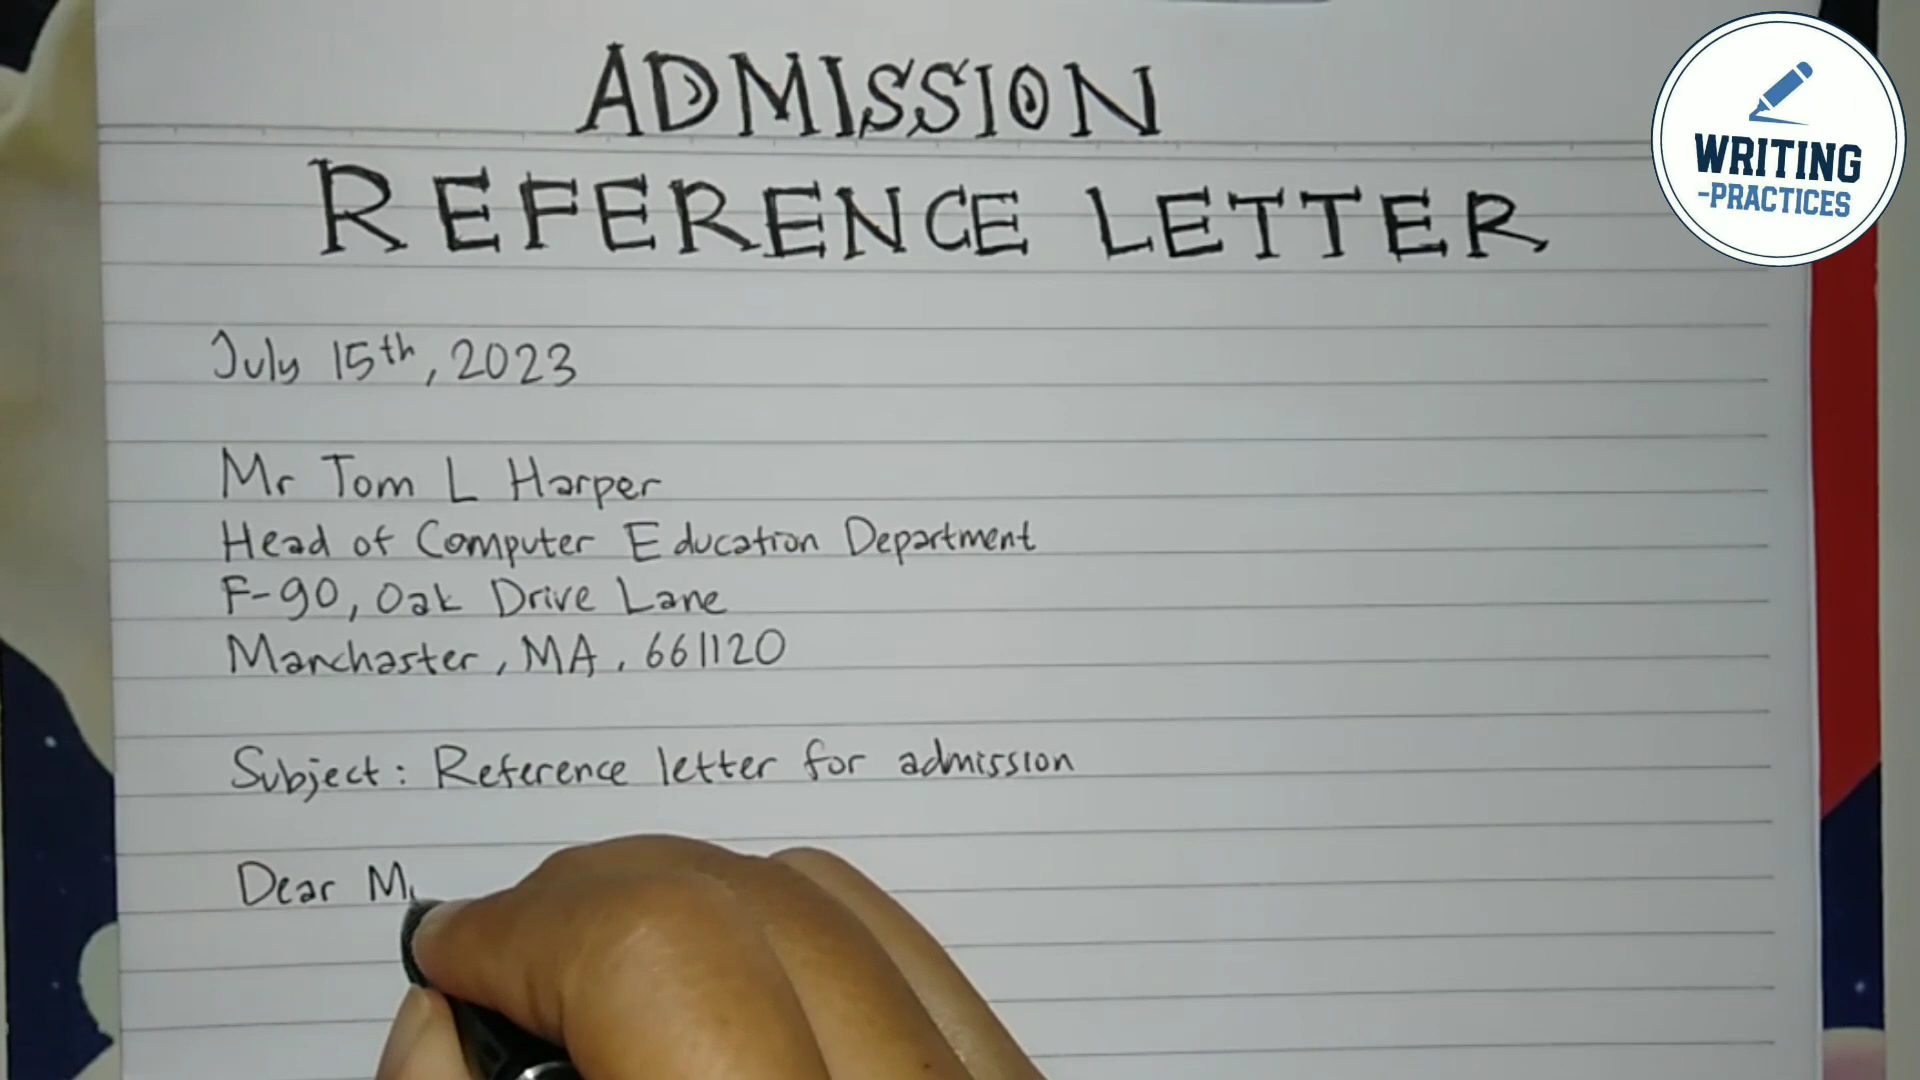 ADMISSION
REFERENCE LETTER
WRITING
-PRACTICES
July 15th, 2023
Mr Tom L Harper
Head of Computer Education Department
F-90, Oak Drive Lane
Manchaster, MA, 661120
Subject: Reference letter for admission
Dear M